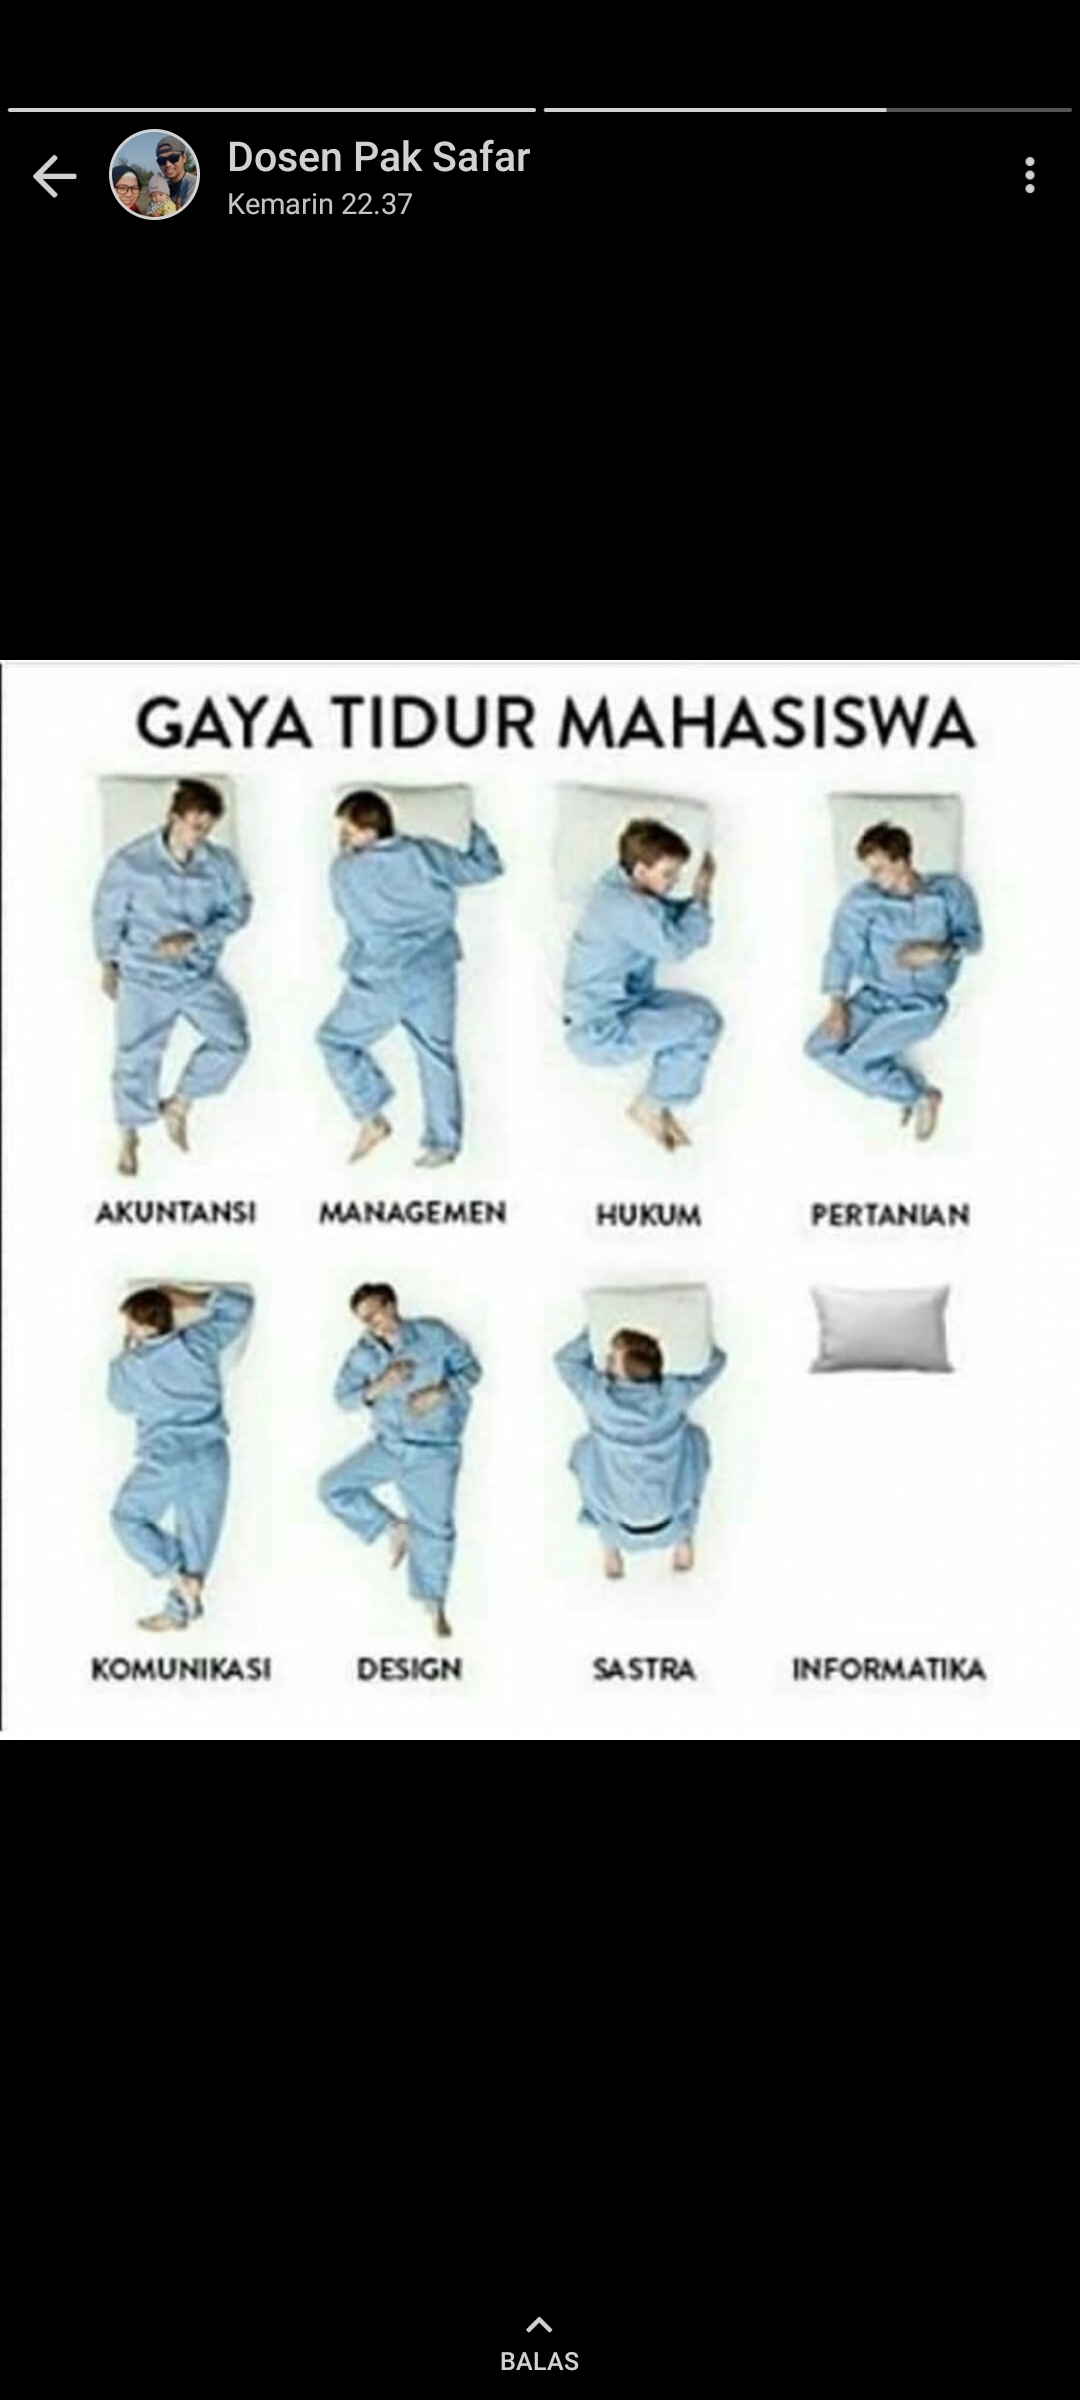 Dosen Pak Safar
Kemarin 22.37
GAYA TIDUR MAHASISWA
AKUNTANSI MANAGEMEN HUKUM PERTANIAN
KOMUNIKASI DESIGN SASTRA INFORMATIKA
BALAS